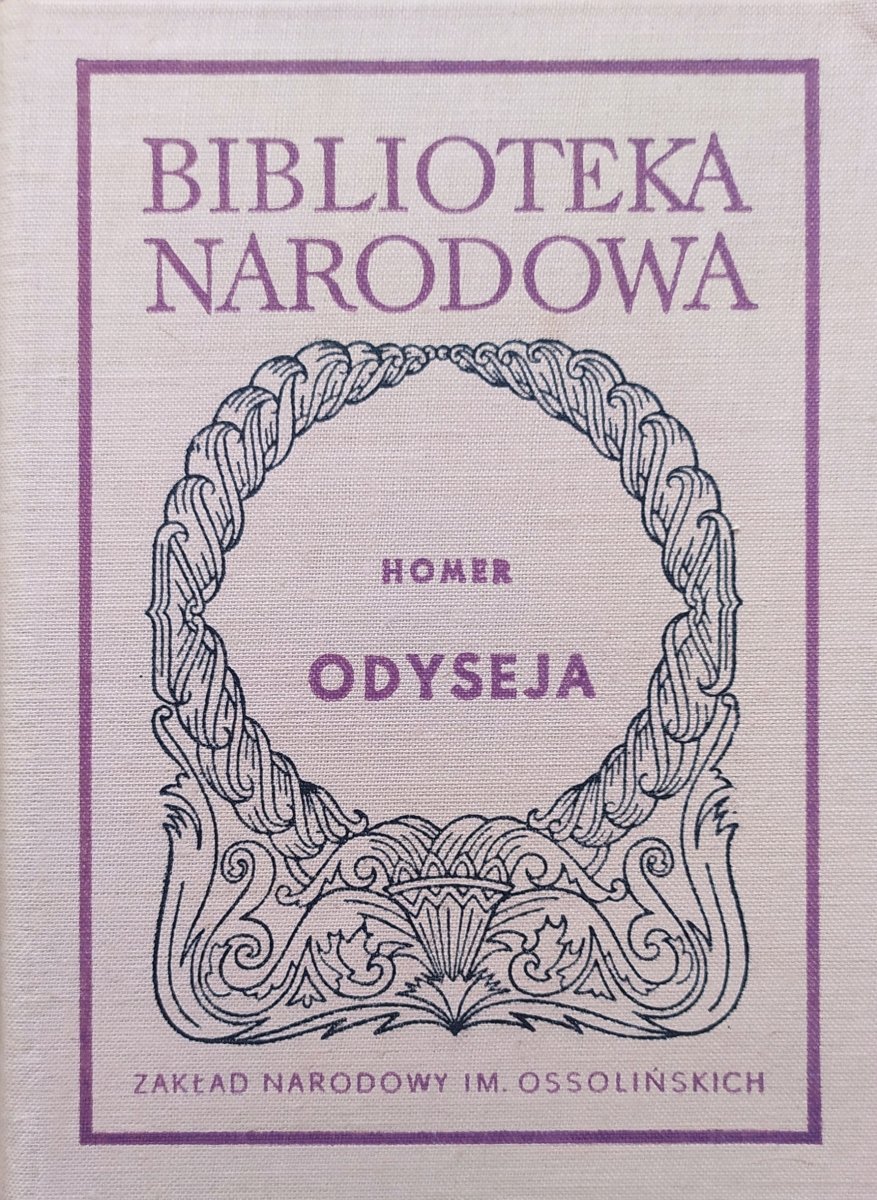 BIBLIOTEKA
NARODOWA
HOMER
ODYSEJA
ZAKŁAD NARODOWY IM. OSSOLIŃSKICH